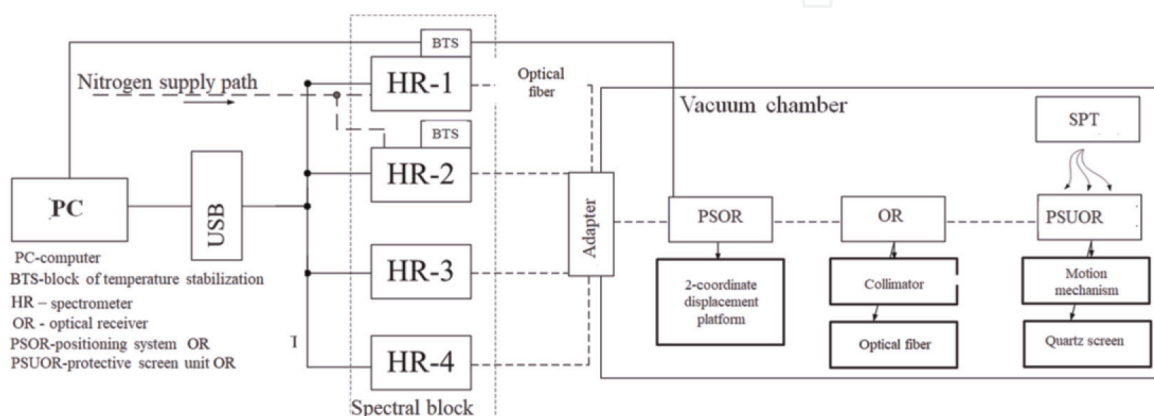 BTS
Nitrogen supply path
HR-1
Optical
fiber
Vacuum chamber
SPT
BTS
HR-2
PC
USB
Adapter
PSOR
OR
PSUOR
PC-computer
BTS-block of temperature stabilization
HR – spectrometer
OR - optical receiver
PSOR-positioning system OR
PSUOR-protective screen unit OR
HR-3
2-coordinate
displacement
platform
Collimator
Motion
mechanism
Optical fiber
Quartz screen
I
HR-4
Spectral block